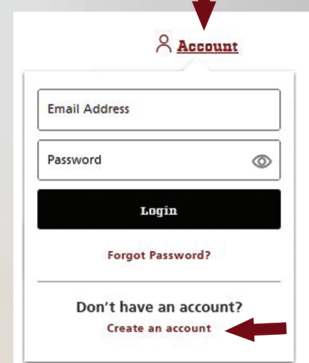 Account
Email Address
Password
Login
Forgot Password?
Don't have an account?
Create an account